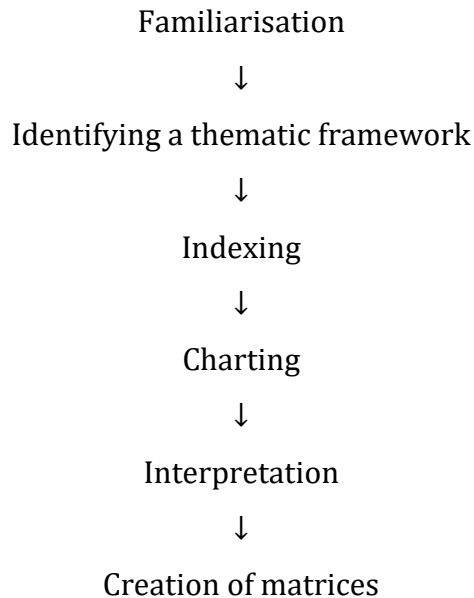 Familiarisation
↓
Identifying a thematic framework
↓
Indexing
↓
Charting
↓
Interpretation
↓
Creation of matrices